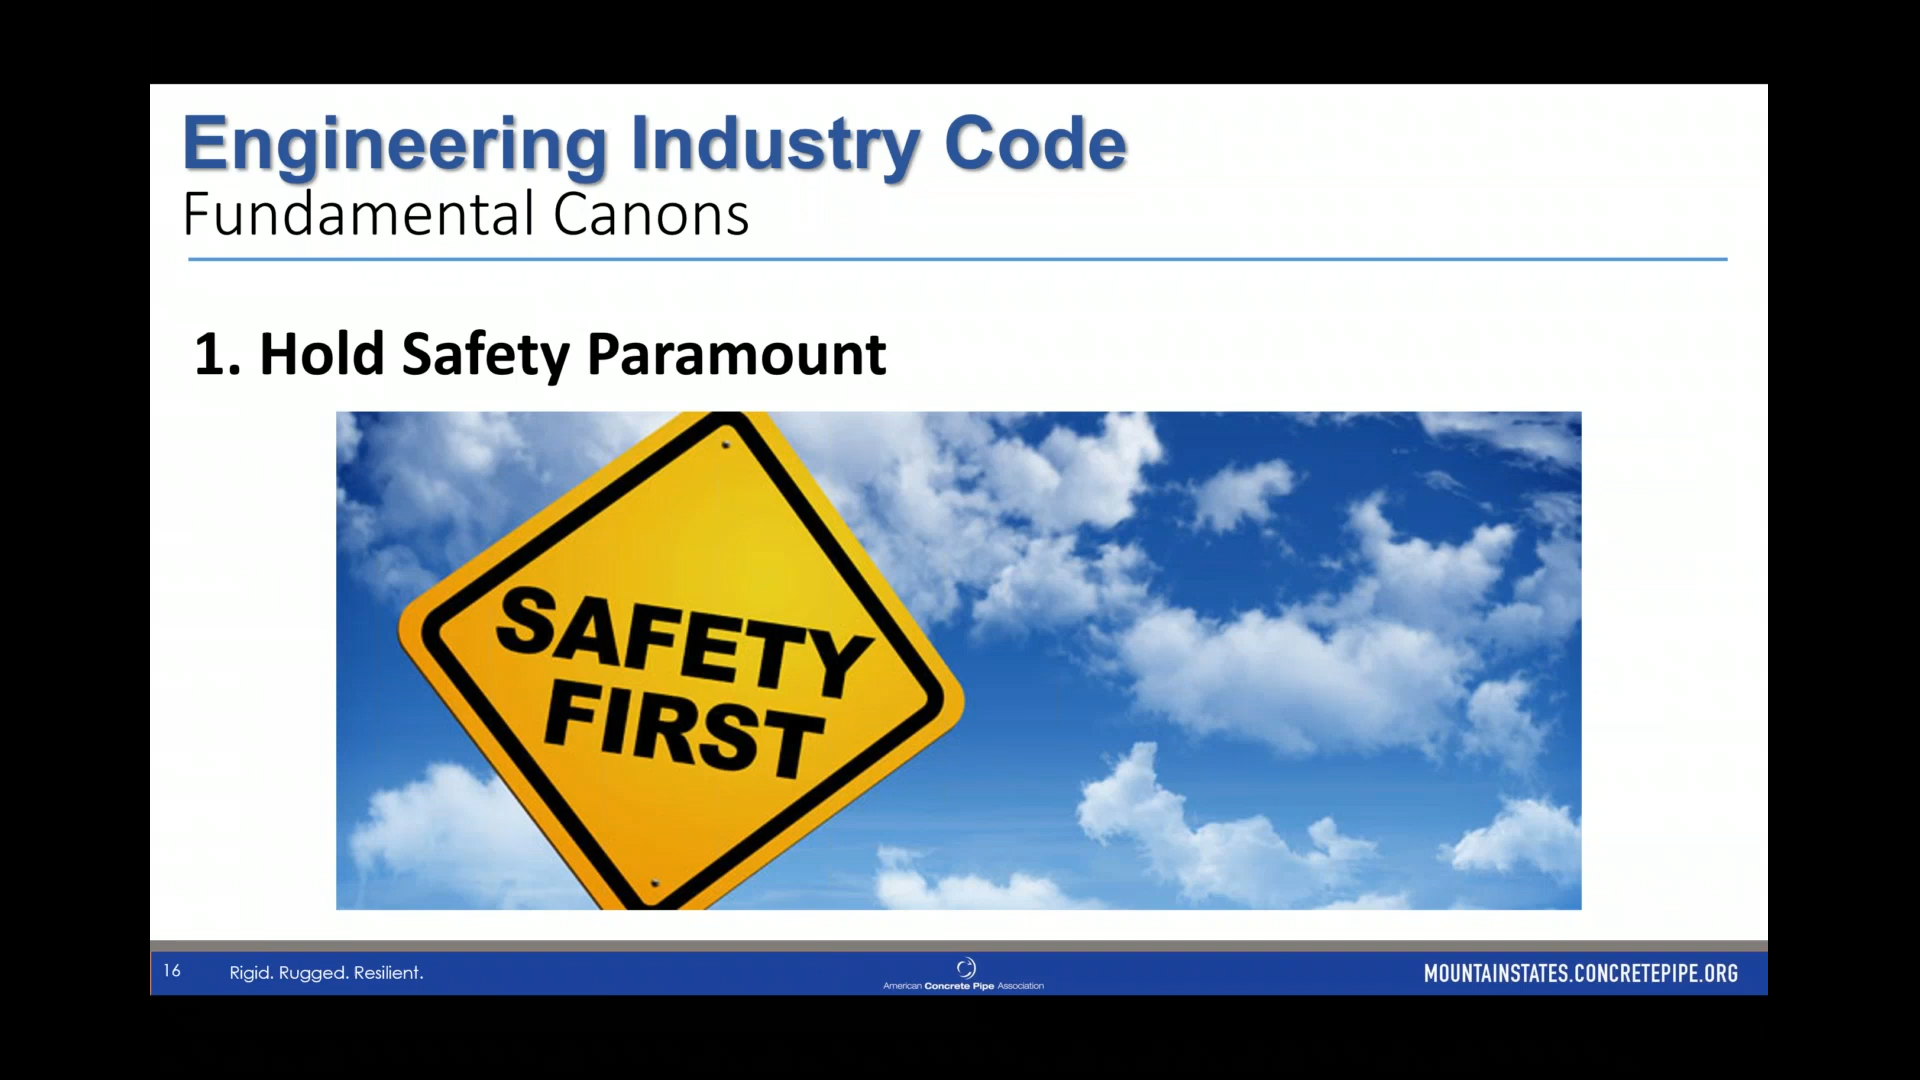 Engineering Industry Code
Fundamental Canons
1. Hold Safety Paramount
SAFETY
FIRST
16
Rigid. Rugged. Resilient.
American Concrete Pipe Association
MOUNTAINSTATES.CONCRETEPIPE.ORG